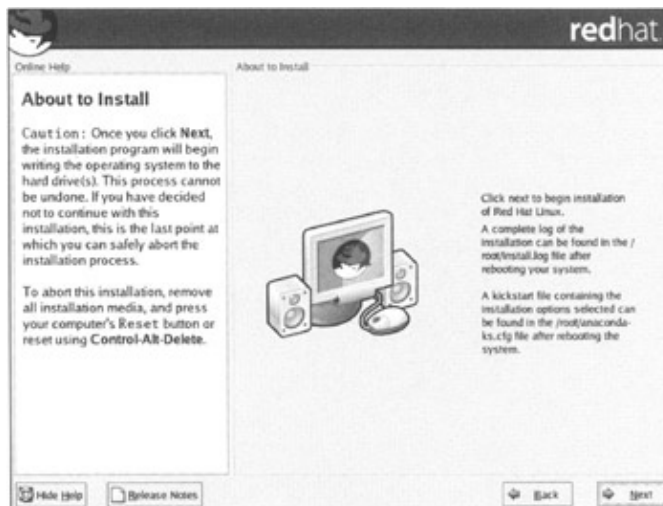 redhat.
Online Help
About to Install
About to Install
Caution: Once you click Next,
the installation program will begin
writing the operating system to the
hard drive(s). This process cannot
be undone. If you have decided
not to continue with this
installation, this is the last point at
which you can safely abort the
installation process.
To abort this installation, remove
all installation media, and press
your computer's Reset button or
reset using Control-Alt-Delete.
Click next to begin installation
of Red Hat Linux.
A complete log of the
installation can be found in the /
root/install.log file after
rebooting your system.
A kickstart file containing the
installation options selected can
be found in the /root/anaconda-
ks.cfg file after rebooting the
system.
Hide Help
Release Notes
Back
Next